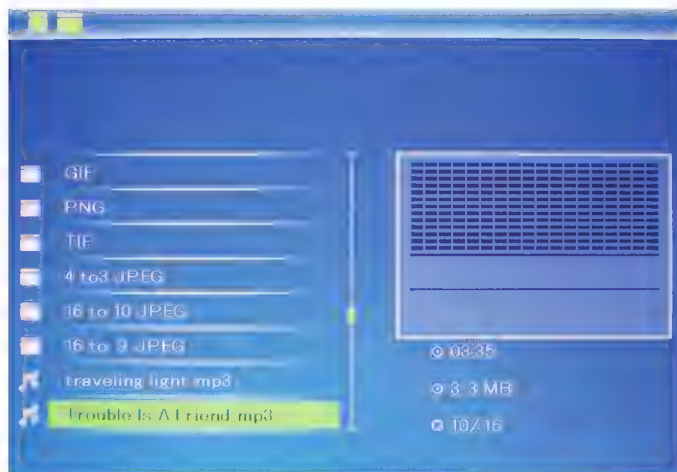 GIF
PNG
TIF
4 to3 JPEG
16 to 10 JPEG
16 to 9 JPEG
traveling light mp3
Trouble Is A Friend mp3
03:35
3.3 MB
10/16